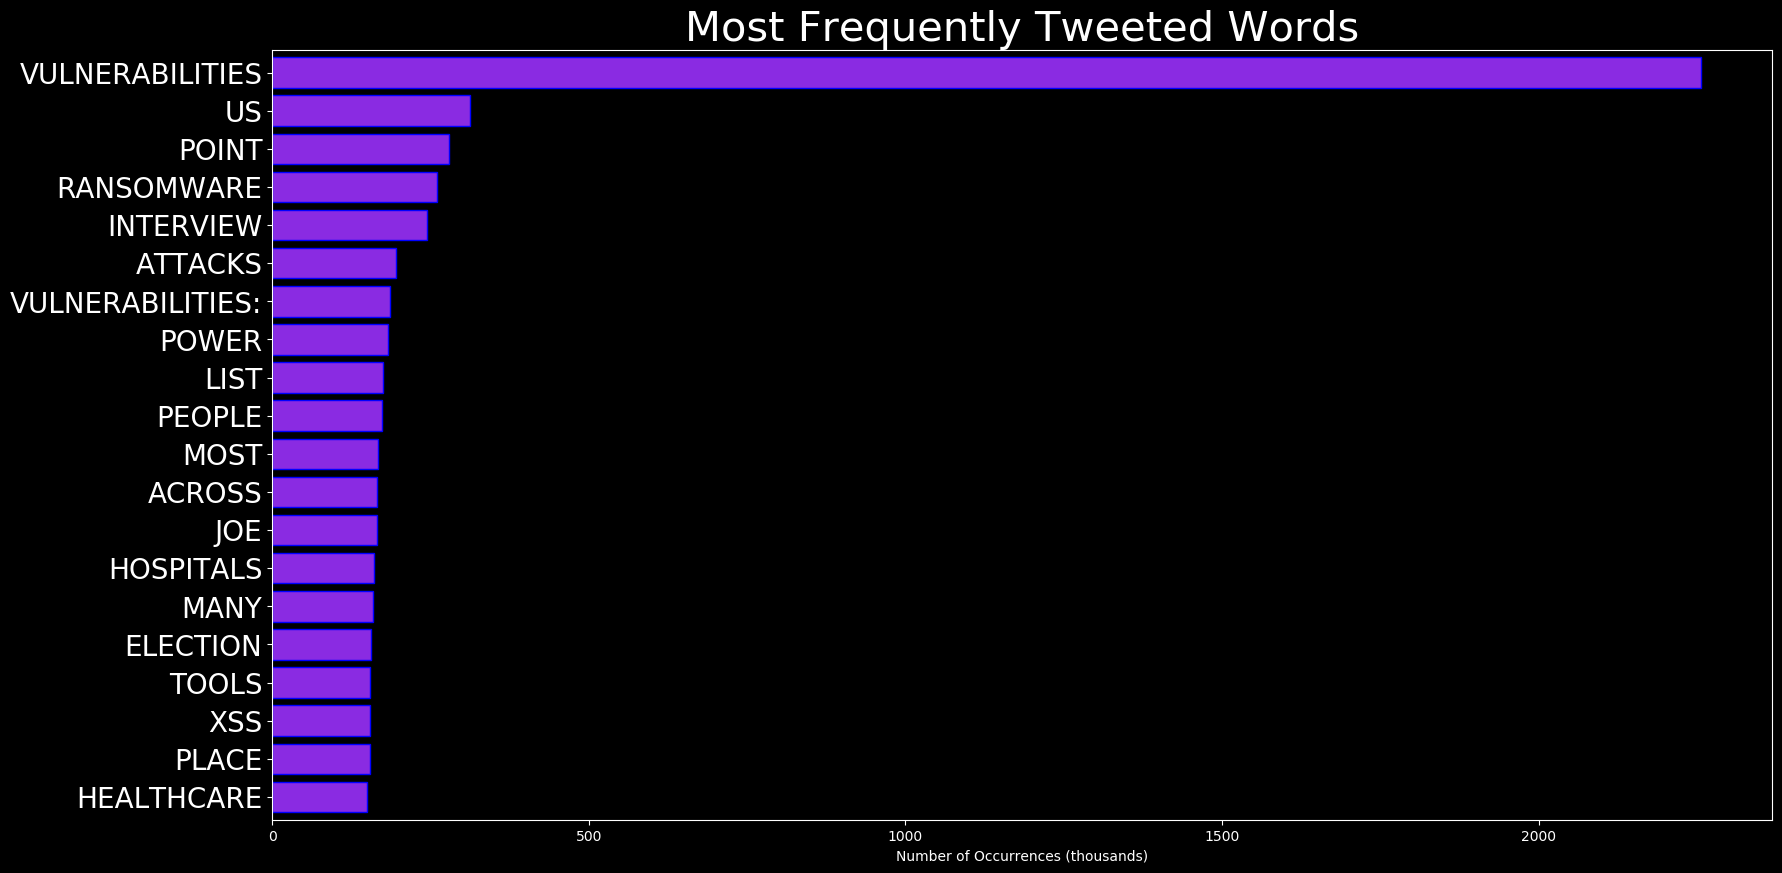 Most Frequently Tweeted Words
VULNERABILITIES
US
POINT
RANSOMWARE
INTERVIEW
ATTACKS
VULNERABILITIES:
POWER
LIST
PEOPLE
MOST
ACROSS
JOE
HOSPITALS
MANY
ELECTION
TOOLS
XSS
PLACE
HEALTHCARE
0 500 1000 1500 2000
Number of Occurrences (thousands)